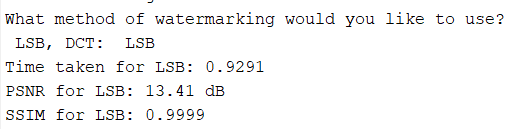 What method of watermarking would you like to use?
LSB, DCT: LSB
Time taken for LSB: 0.9291
PSNR for LSB: 13.41 dB
SSIM for LSB: 0.9999